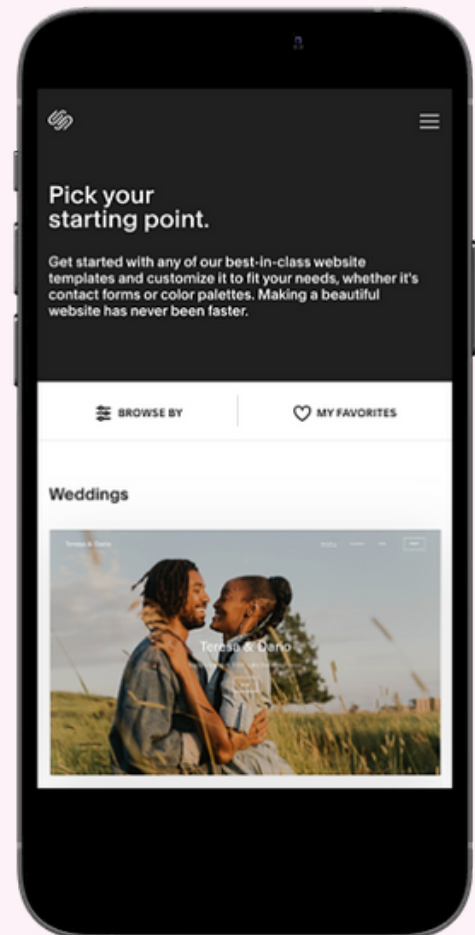 Pick your
starting point.
Get started with any of our best-in-class website
templates and customize it to fit your needs, whether it's
contact forms or color palettes. Making a beautiful
website has never been faster.
BROWSE BY
MY FAVORITES
Weddings
Teresa & Dario
Teresa & Dario